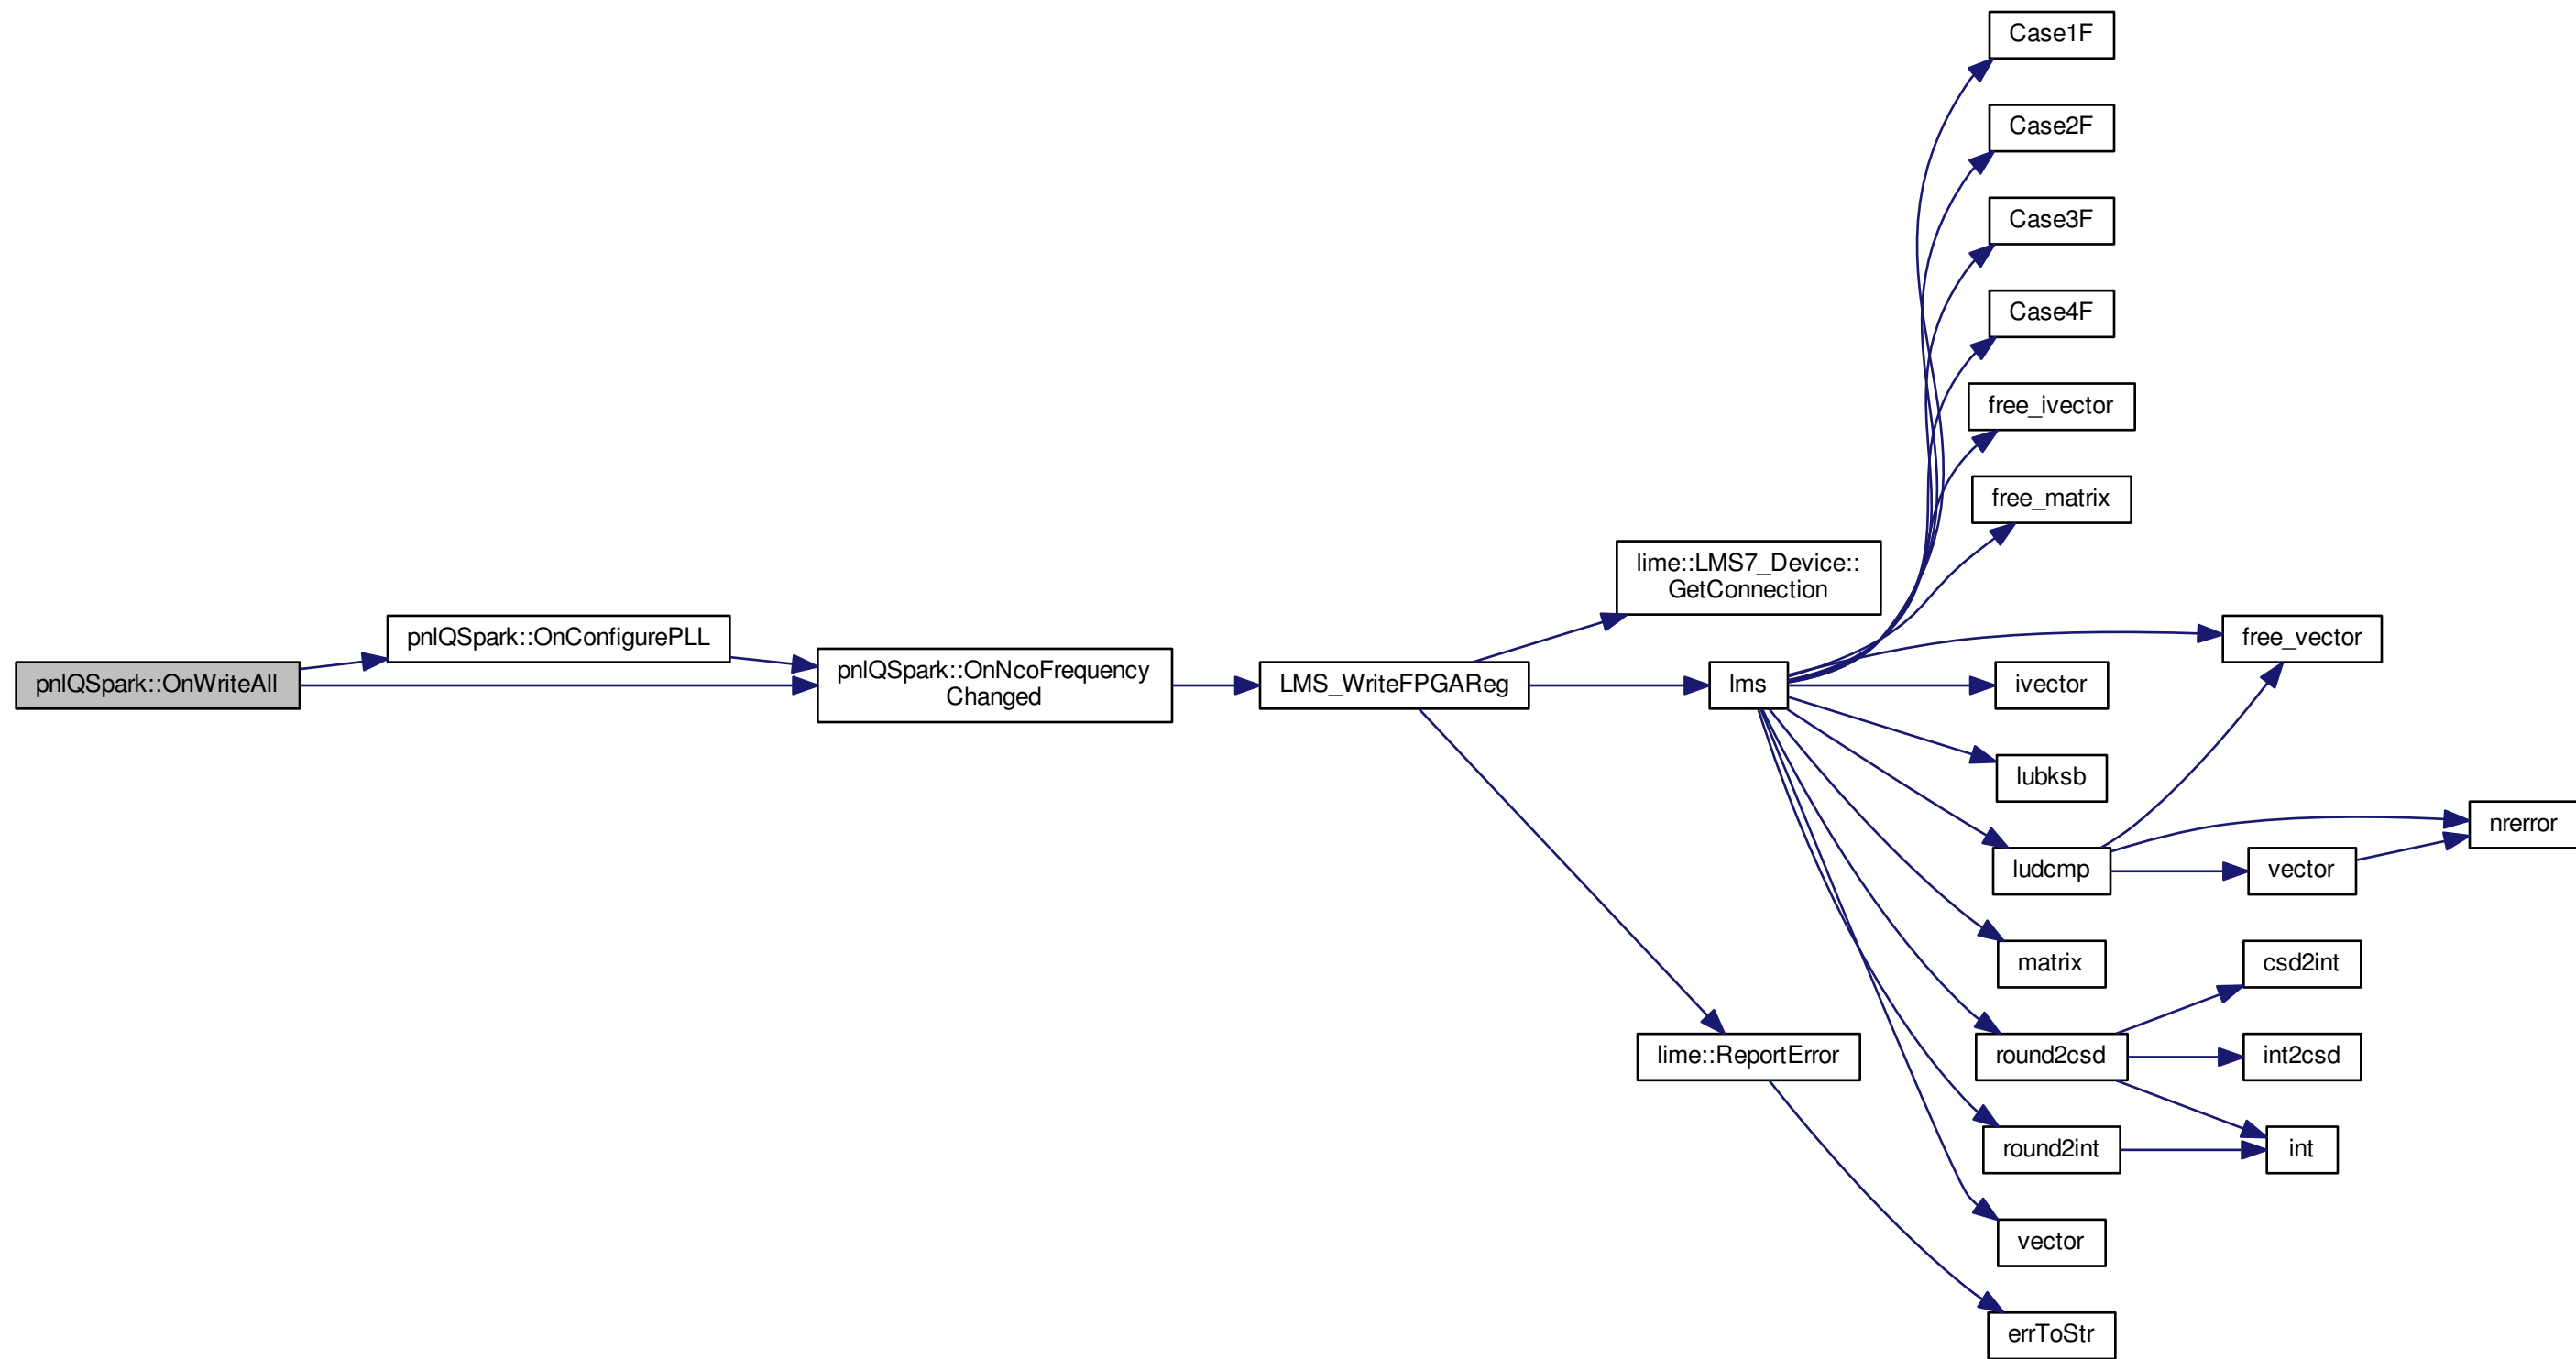 Case1F
Case2F
Case3F
Case4F
free_ivector
free_matrix
lime::LMS7_Device::
GetConnection
pnlQSpark::OnConfigurePLL
free_vector
pnlQSpark::OnWriteAll
pnlQSpark::OnNcoFrequency
Changed
LMS_WriteFPGAReg
lms
ivector
lubksb
nrerror
ludcmp
vector
matrix
csd2int
lime::ReportError
round2csd
int2csd
round2int
int
vector
errToStr